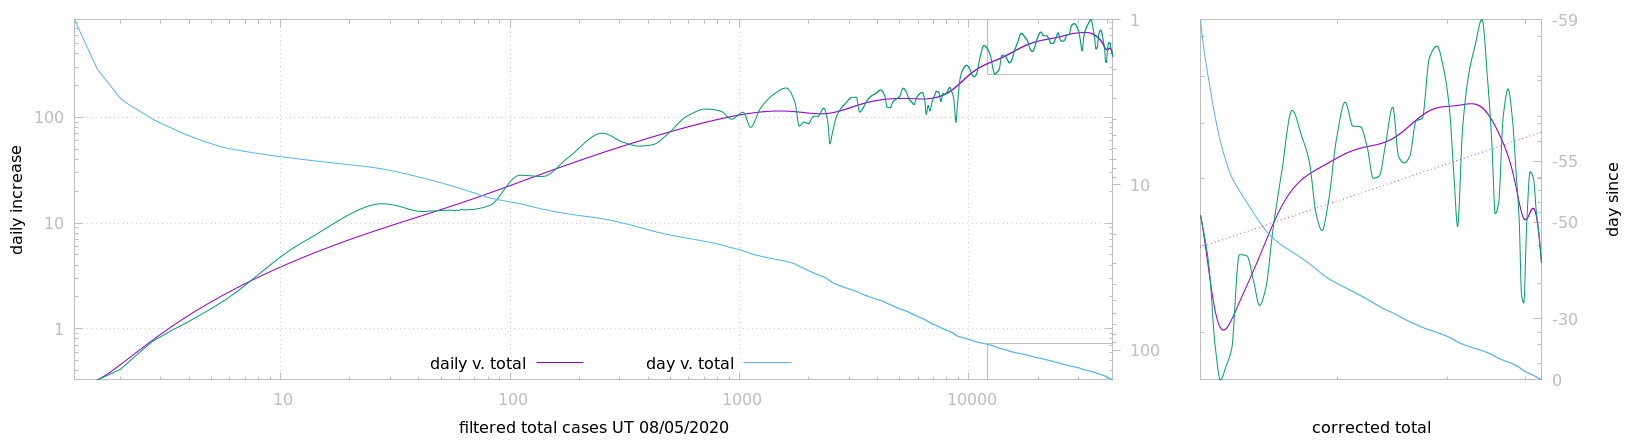 daily increase
100
10
1
daily v. total
day v. total
10
100
1000
10000
filtered total cases UT 08/05/2020
1
10
100
-59
-55
-50
-30
0
day since
corrected total